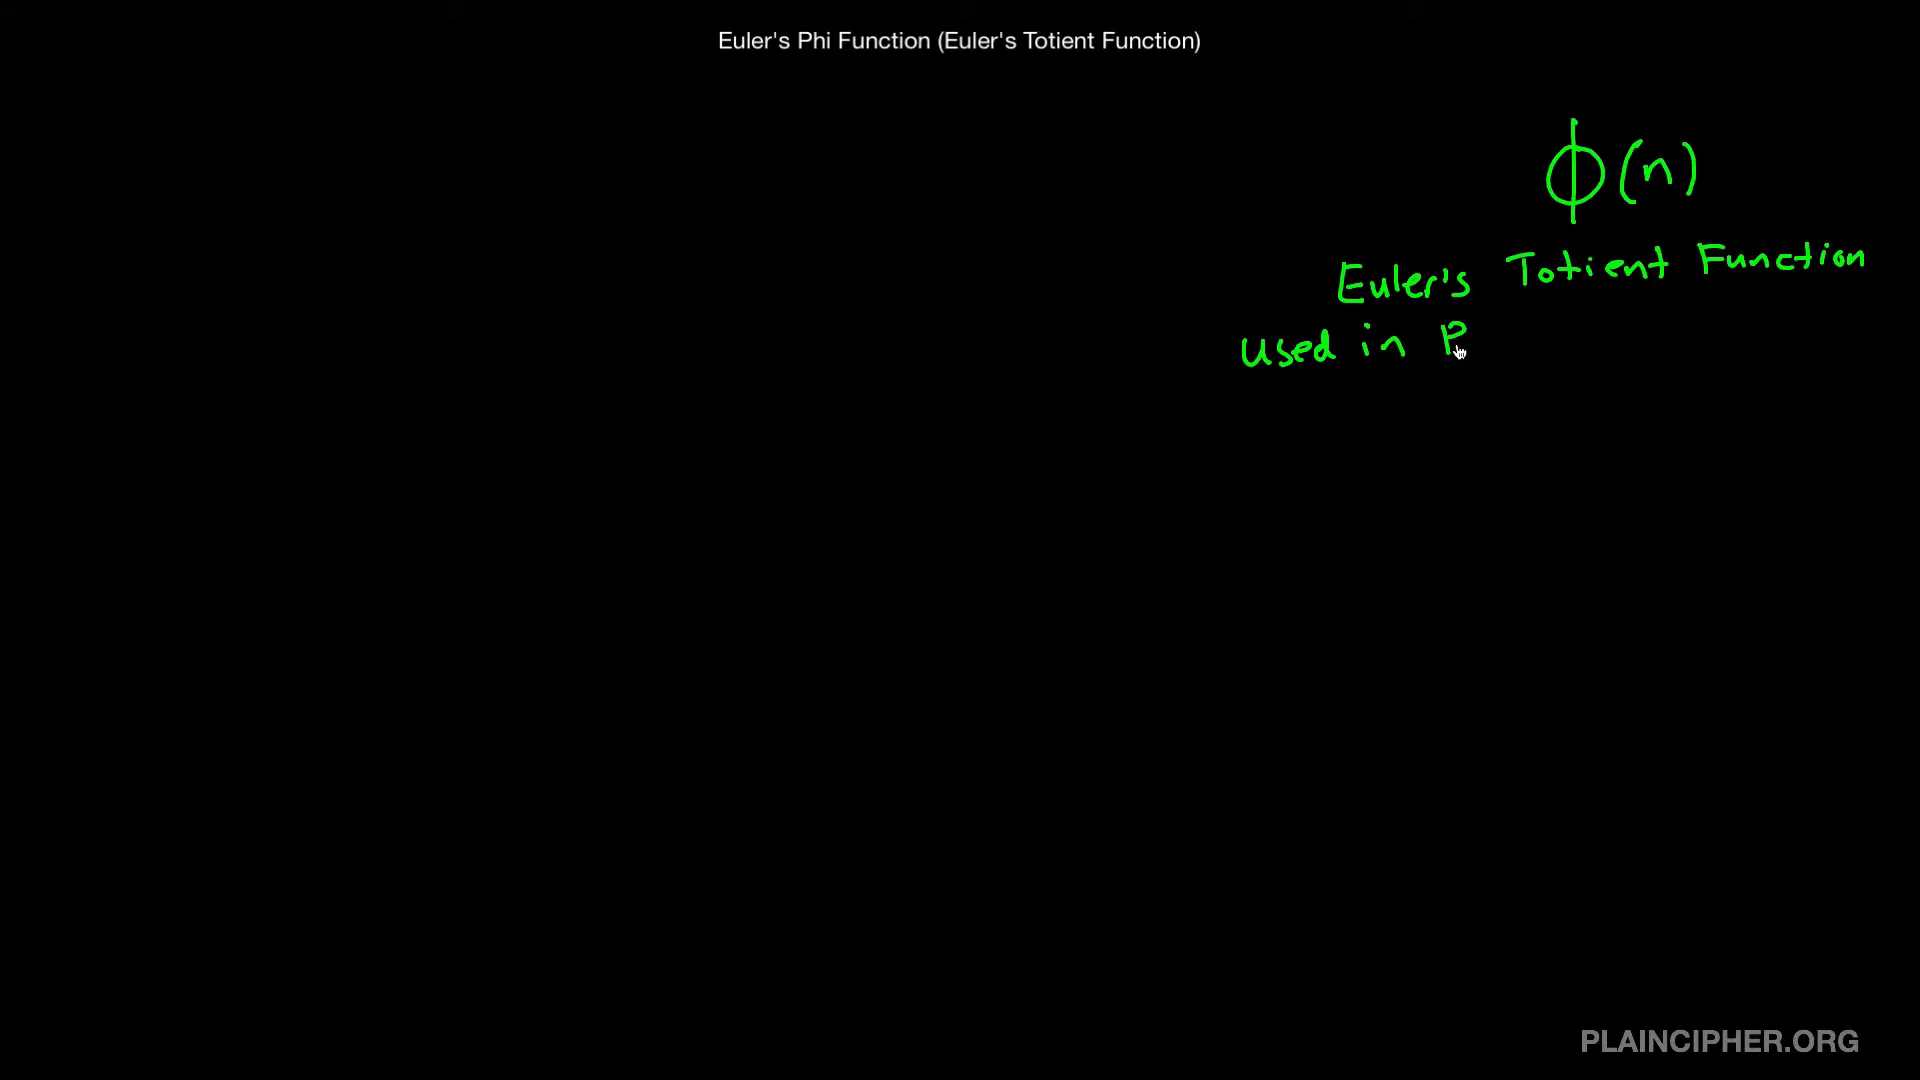 Euler's Phi Function (Euler's Totient Function)
ϕ(n)
Euler's Totient Function
used in P
PLAINCIPHER.ORG